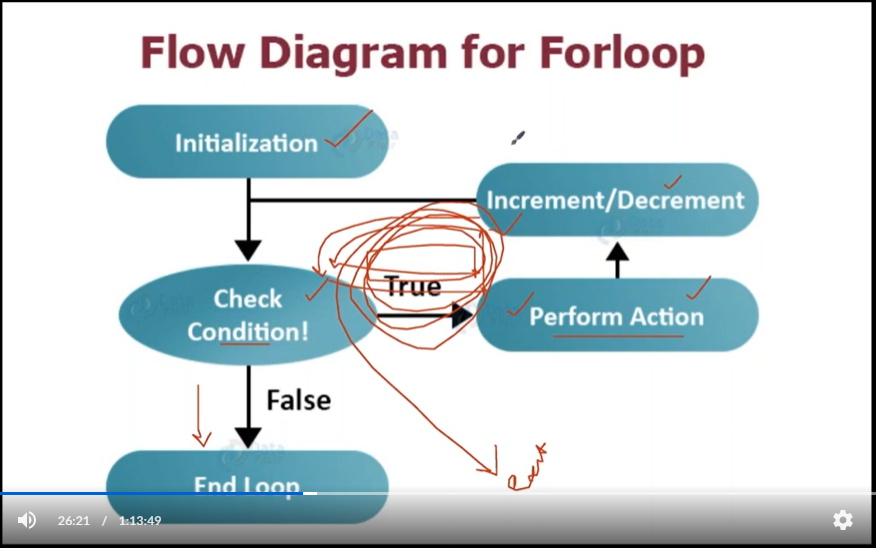 Flow Diagram for Forloop
Initialization
Increment/Decrement
Check
Condition!
True
Perform Action
False
End Loop
26:21 / 1:13:49